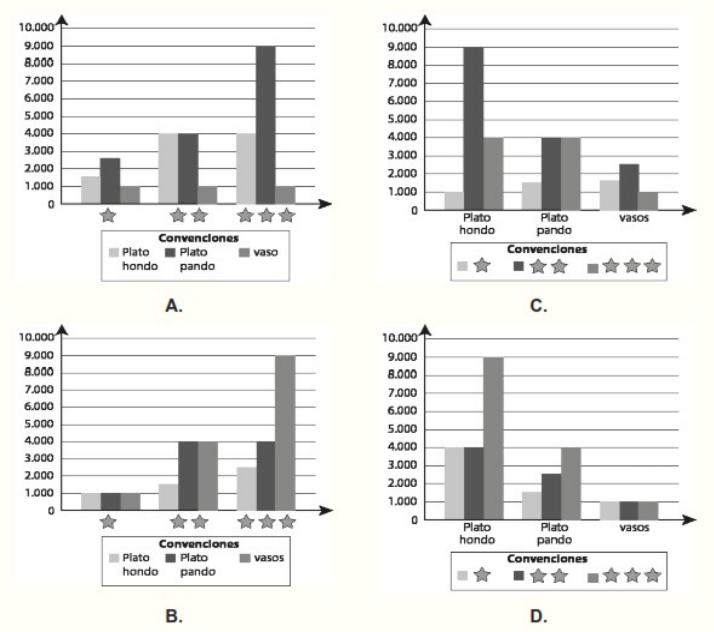 10.000
9.000
8.000
7.000
6.000
5.000
4.000
3.000
2.000
1.000
0
Convenciones
Plato hondo
Plato pando
vaso
A.
10.000
9.000
8.000
7.000
6.000
5.000
4.000
3.000
2.000
1.000
0
Plato hondo
Plato pando
vasos
Convenciones
C.
10.000
9.000
8.000
7.000
6.000
5.000
4.000
3.000
2.000
1.000
0
Convenciones
Plato hondo
Plato pando
vasos
B.
10.000
9.000
8.000
7.000
6.000
5.000
4.000
3.000
2.000
1.000
0
Plato hondo
Plato pando
vasos
Convenciones
D.